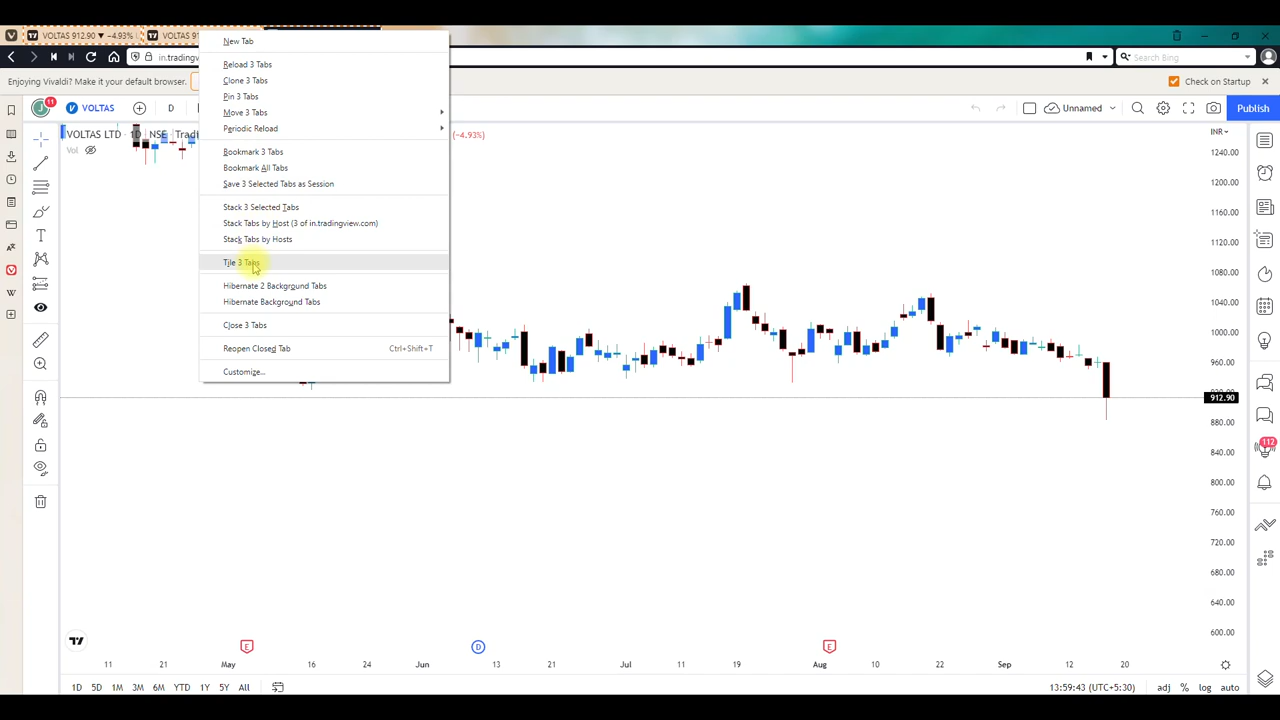 VOLTAS 912.90 ▼ −4.93%
VOLTAS 91
in.tradingv
Search Bing
Enjoying Vivaldi? Make it your default browser.
Check on Startup
11
VOLTAS
D
Unnamed
Publish
VOLTAS LTD · 1D · NSE
(−4.93%)
INR
Vol
New Tab
Reload 3 Tabs
Clone 3 Tabs
Pin 3 Tabs
Move 3 Tabs
Periodic Reload
Bookmark 3 Tabs
Bookmark All Tabs
Save 3 Selected Tabs as Session
Stack 3 Selected Tabs
Stack Tabs by Host (3 of in.tradingview.com)
Stack Tabs by Hosts
Tile 3 Tabs
Hibernate 2 Background Tabs
Hibernate Background Tabs
Close 3 Tabs
Reopen Closed Tab Ctrl+Shift+T
Customize...
1240.00
1200.00
1160.00
1120.00
1080.00
1040.00
1000.00
960.00
912.90
880.00
840.00
800.00
760.00
720.00
680.00
640.00
600.00
112
E
D
E
11 21 May 16 24 Jun 13 21 Jul 11 19 Aug 10 22 Sep 12 20
1D 5D 1M 3M 6M YTD 1Y 5Y All
13:59:43 (UTC+5:30) adj % log auto